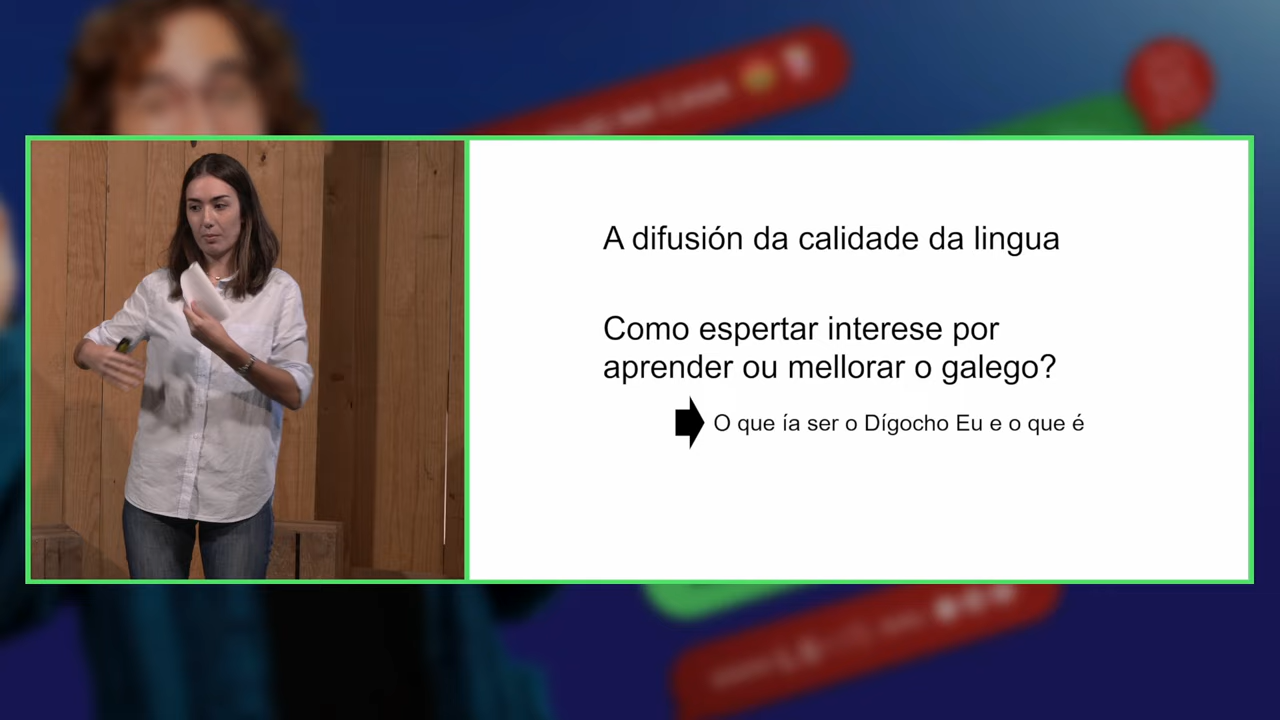 A difusión da calidade da lingua
Como espertar interese por
aprender ou mellorar o galego?
O que ía ser o Dígocho Eu e o que é